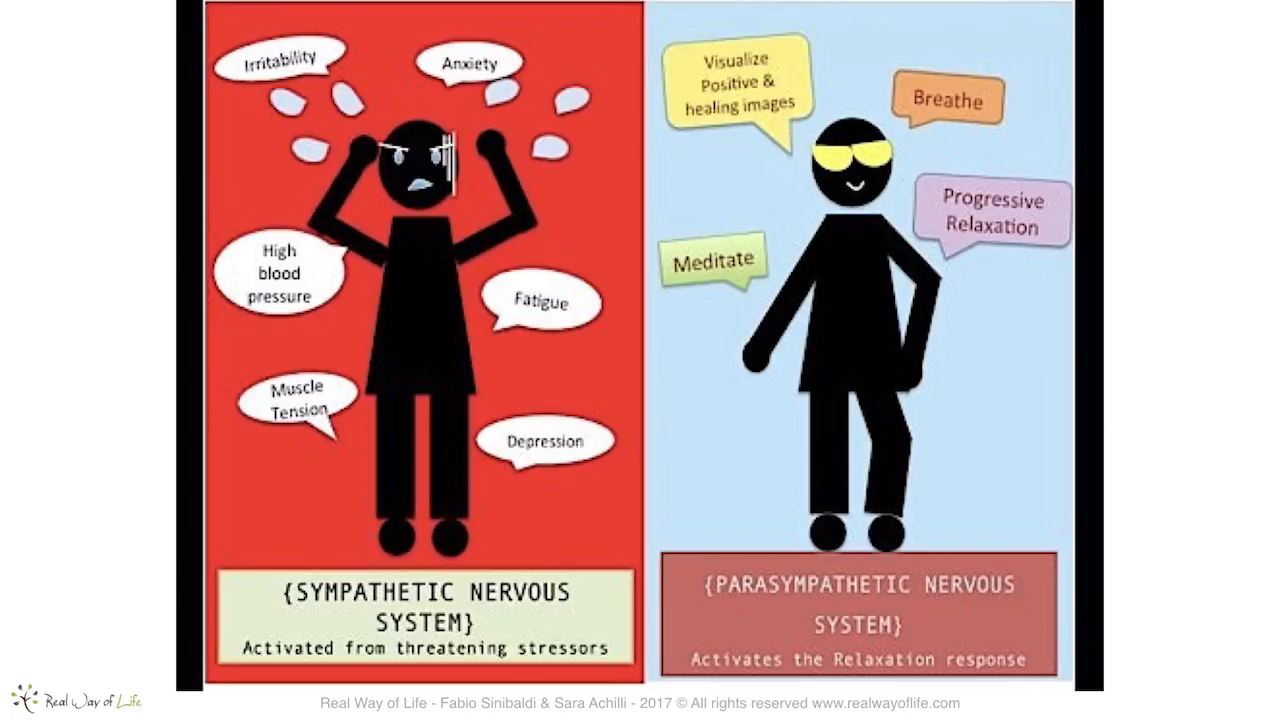 Irritability
Anxiety
High
blood
pressure
Fatigue
Muscle
Tension
Depression
{SYMPATHETIC NERVOUS
SYSTEM}
Activated from threatening stressors
Visualize
Positive &
healing images
Breathe
Progressive
Relaxation
Meditate
{PARASYMPATHETIC NERVOUS
SYSTEM}
Activates the Relaxation response
Real Way of Life
Real Way of Life - Fabio Sinibaldi & Sara Achilli - 2017 © All rights reserved www.realwayoflife.com